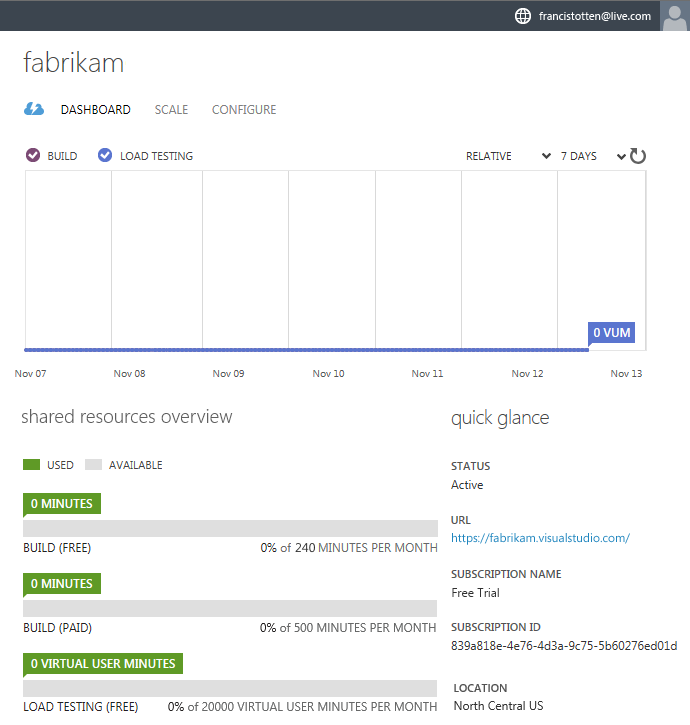 francistotten@live.com
fabrikam
DASHBOARD SCALE CONFIGURE
BUILD LOAD TESTING RELATIVE 7 DAYS
0 VUM
Nov 07 Nov 08 Nov 09 Nov 10 Nov 11 Nov 12 Nov 13
shared resources overview
USED AVAILABLE
0 MINUTES
BUILD (FREE) 0% of 240 MINUTES PER MONTH
0 MINUTES
BUILD (PAID) 0% of 500 MINUTES PER MONTH
0 VIRTUAL USER MINUTES
LOAD TESTING (FREE) 0% of 20000 VIRTUAL USER MINUTES PER MONTH
quick glance
STATUS
Active
URL
https://fabrikam.visualstudio.com/
SUBSCRIPTION NAME
Free Trial
SUBSCRIPTION ID
839a818e-4e76-4d3a-9c75-5b60276ed01d
LOCATION
North Central US